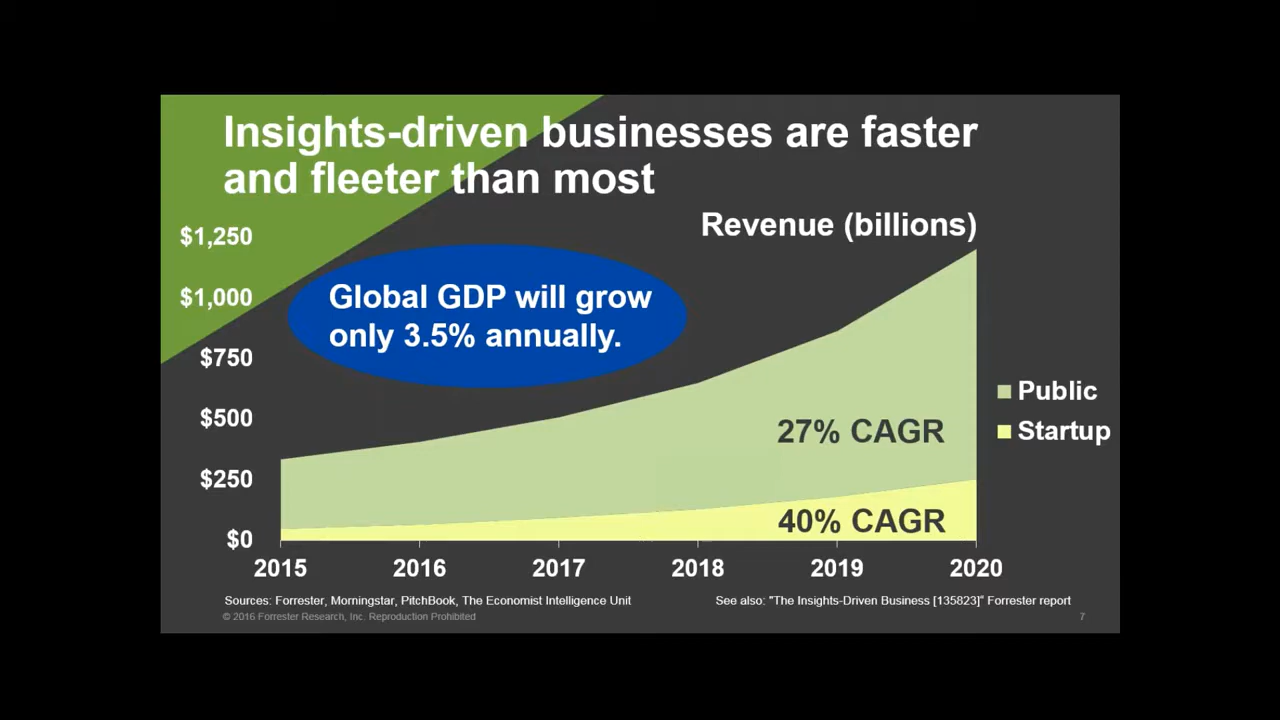 Insights-driven businesses are faster
and fleeter than most
Revenue (billions)
$1,250
$1,000
$750
$500
$250
$0
Global GDP will grow
only 3.5% annually.
Public
Startup
27% CAGR
40% CAGR
2015 2016 2017 2018 2019 2020
Sources: Forrester, Morningstar, PitchBook, The Economist Intelligence Unit
See also: "The Insights-Driven Business [135823]" Forrester report
© 2016 Forrester Research, Inc. Reproduction Prohibited
7